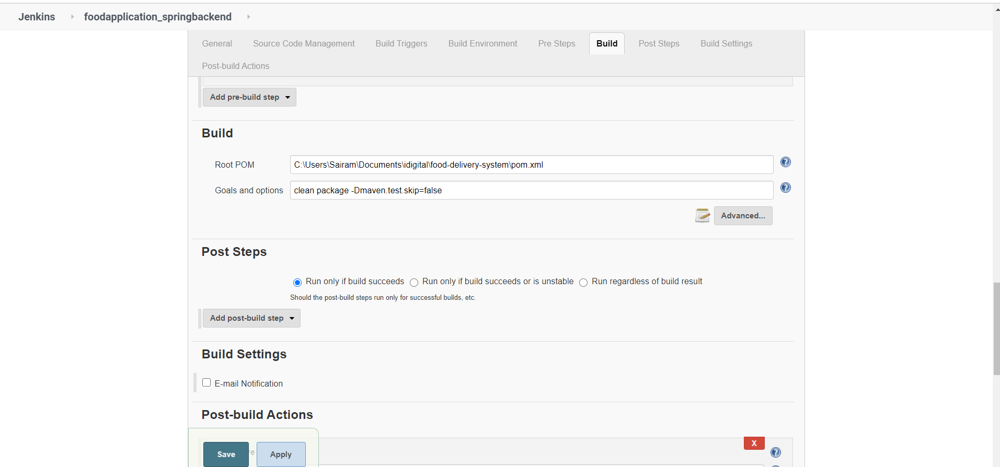 Jenkins foodapplication_springbackend
General Source Code Management Build Triggers Build Environment Pre Steps Build Post Steps Build Settings
Post-build Actions
Add pre-build step
Build
Root POM C:\Users\Sairam\Documents\idigital\food-delivery-system\pom.xml
Goals and options clean package -Dmaven.test.skip=false
Advanced...
Post Steps
Run only if build succeeds Run only if build succeeds or is unstable Run regardless of build result
Should the post-build steps run only for successful builds, etc.
Add post-build step
Build Settings
E-mail Notification
Post-build Actions
X
Save Apply